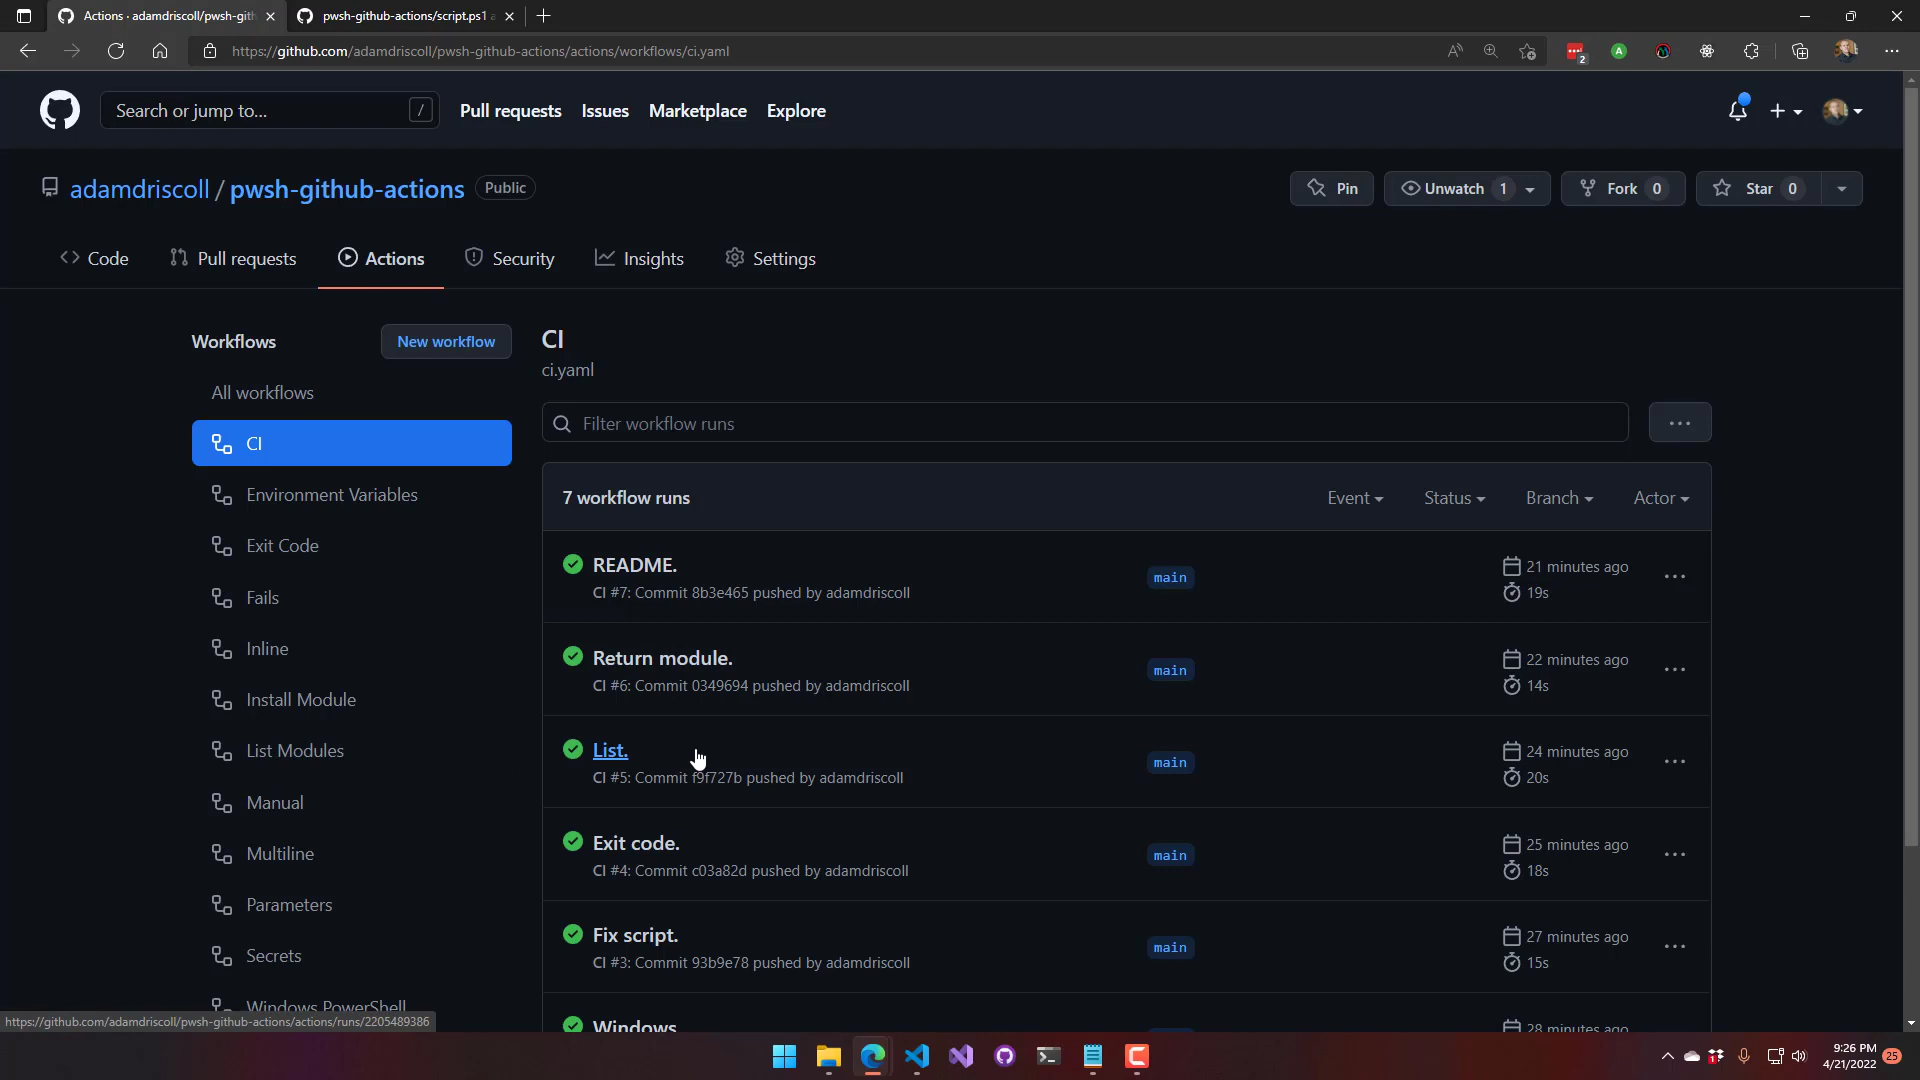 Actions · adamdriscoll/pwsh-gith
pwsh-github-actions/script.ps1 a
https://github.com/adamdriscoll/pwsh-github-actions/actions/workflows/ci.yaml
2
A
Search or jump to...
/
Pull requests
Issues
Marketplace
Explore
adamdriscoll / pwsh-github-actions
Public
Pin
Unwatch 1
Fork 0
Star 0
Code
Pull requests
Actions
Security
Insights
Settings
Workflows
New workflow
All workflows
CI
Environment Variables
Exit Code
Fails
Inline
Install Module
List Modules
Manual
Multiline
Parameters
Secrets
Windows PowerShell
CI
ci.yaml
Filter workflow runs
7 workflow runs
Event
Status
Branch
Actor
README.
CI #7: Commit 8b3e465 pushed by adamdriscoll
main
21 minutes ago
19s
Return module.
CI #6: Commit 0349694 pushed by adamdriscoll
main
22 minutes ago
14s
List.
CI #5: Commit f9f727b pushed by adamdriscoll
main
24 minutes ago
20s
Exit code.
CI #4: Commit c03a82d pushed by adamdriscoll
main
25 minutes ago
18s
Fix script.
CI #3: Commit 93b9e78 pushed by adamdriscoll
main
27 minutes ago
15s
Windows
28 minutes ago
https://github.com/adamdriscoll/pwsh-github-actions/actions/runs/2205489386
9:26 PM
4/21/2022
25